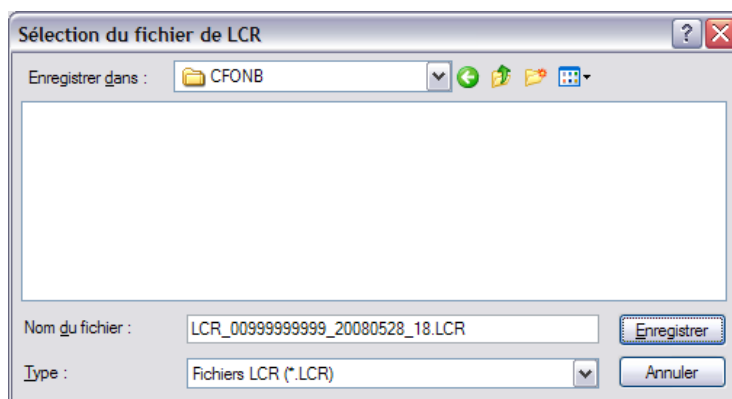 Sélection du fichier de LCR
Enregistrer dans : CFONB
Nom du fichier : LCR_00999999999_20080528_18.LCR Enregistrer
Type : Fichiers LCR (*.LCR) Annuler